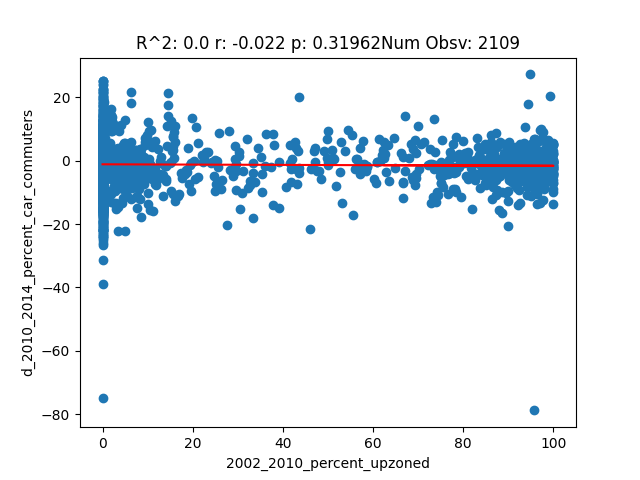 R^2: 0.0 r: -0.022 p: 0.31962Num Obsv: 2109
d_2010_2014_percent_car_commuters
20
0
−20
−40
−60
−80
0 20 40 60 80 100
2002_2010_percent_upzoned